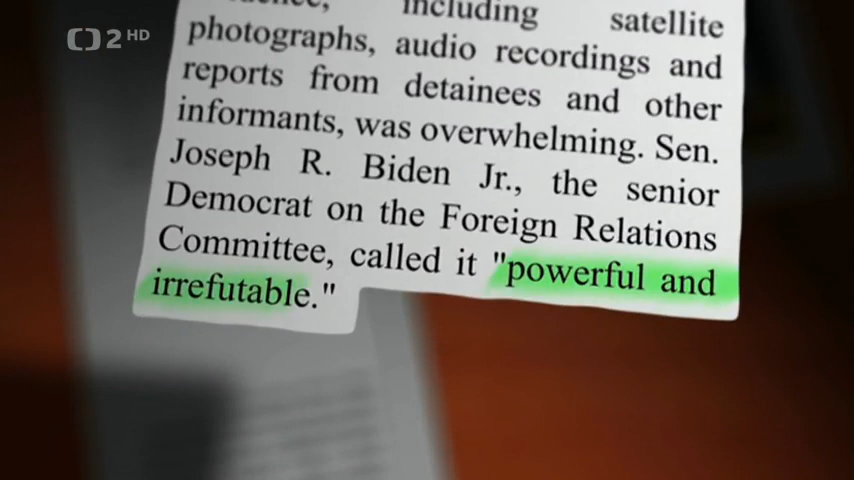 2 HD
including satellite
photographs, audio recordings and
reports from detainees and other
informants, was overwhelming. Sen.
Joseph R. Biden Jr., the senior
Democrat on the Foreign Relations
Committee, called it "powerful and
irrefutable."